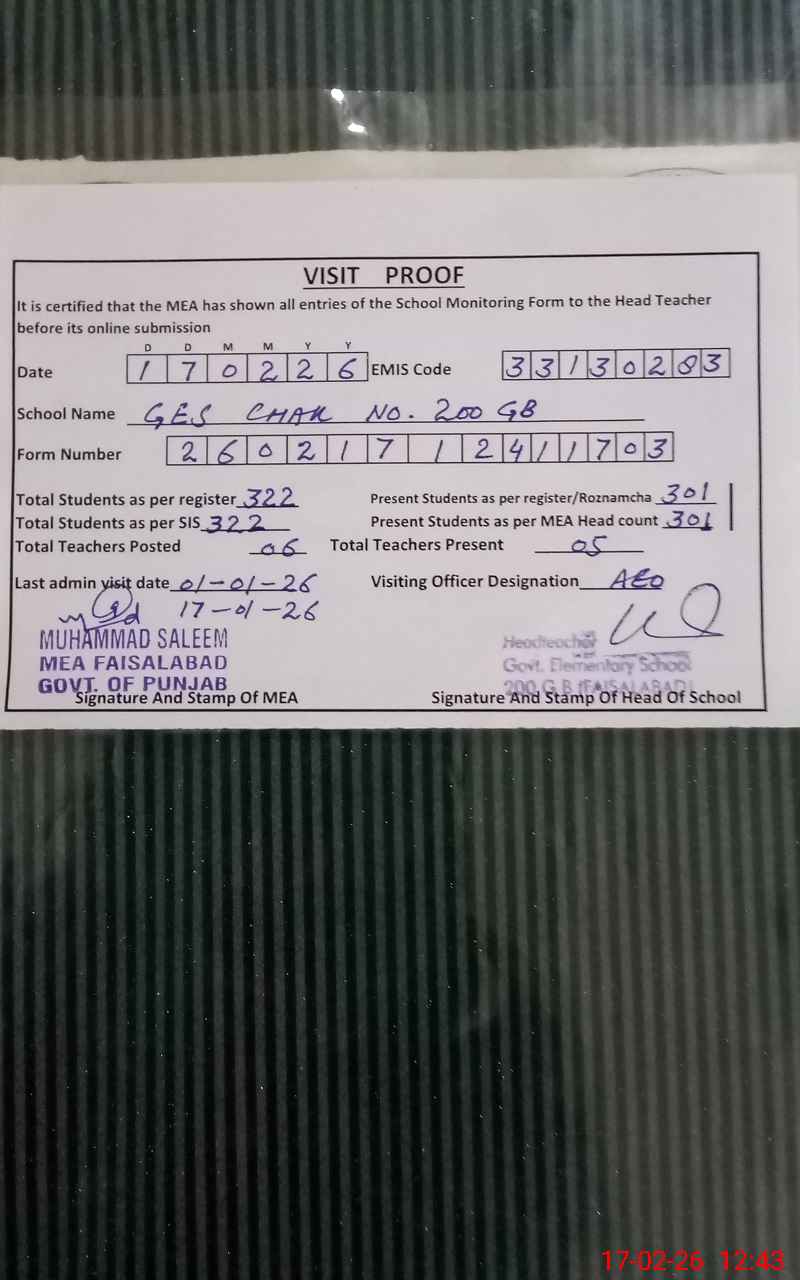 VISIT PROOF
It is certified that the MEA has shown all entries of the School Monitoring Form to the Head Teacher
before its online submission
D D M M Y Y
Date 1 7 0 2 2 6 EMIS Code 3 3 1 3 0 2 8 3
School Name GES CHAK NO. 200 GB
Form Number 2 6 0 2 1 7 1 2 4 1 1 7 0 3
Total Students as per register 322 Present Students as per register/Roznamcha 301
Total Students as per SIS 322 Present Students as per MEA Head count 301
Total Teachers Posted 06 Total Teachers Present 05
Last admin visit date 01-01-26 Visiting Officer Designation AEO
17-01-26
MUHAMMAD SALEEM Headteacher
MEA FAISALABAD Govt. Elementary School
GOVT. OF PUNJAB 200 G.B (FAISALABAD)
Signature And Stamp Of MEA Signature And Stamp Of Head Of School
17-02-26 12:43